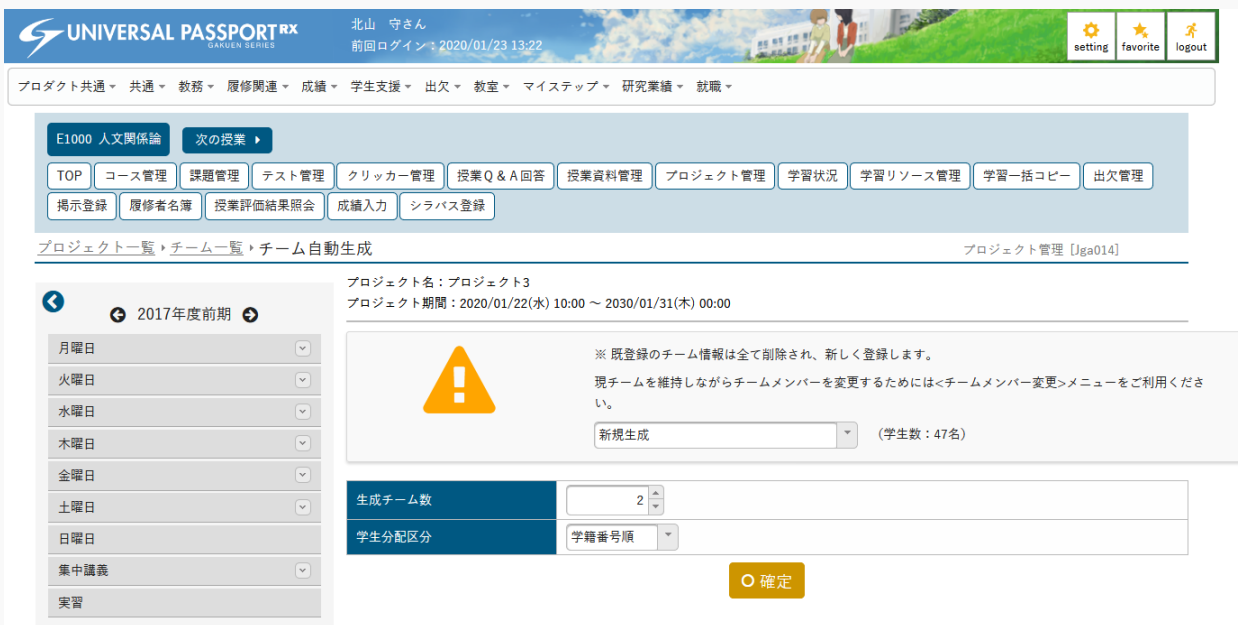 UNIVERSAL PASSPORT RX
GAKUEN SERIES
北山　守さん
前回ログイン：2020/01/23 13:22
setting favorite logout
プロダクト共通 共通 教務 履修関連 成績 学生支援 出欠 教室 マイステップ 研究業績 就職
E1000 人文関係論 次の授業
TOP コース管理 課題管理 テスト管理 クリッカー管理 授業Ｑ＆Ａ回答 授業資料管理 プロジェクト管理 学習状況 学習リソース管理 学習一括コピー 出欠管理
掲示登録 履修者名簿 授業評価結果照会 成績入力 シラバス登録
プロジェクト一覧 チーム一覧 チーム自動生成
プロジェクト管理 [Jga014]
プロジェクト名：プロジェクト3
プロジェクト期間：2020/01/22(水) 10:00 ～ 2030/01/31(木) 00:00
2017年度前期
月曜日
火曜日
水曜日
木曜日
金曜日
土曜日
日曜日
集中講義
実習
※ 既登録のチーム情報は全て削除され、新しく登録します。
現チームを維持しながらチームメンバーを変更するためには<チームメンバー変更>メニューをご利用くださ
い。
新規生成 (学生数：47名)
生成チーム数 2
学生分配区分 学籍番号順
確定